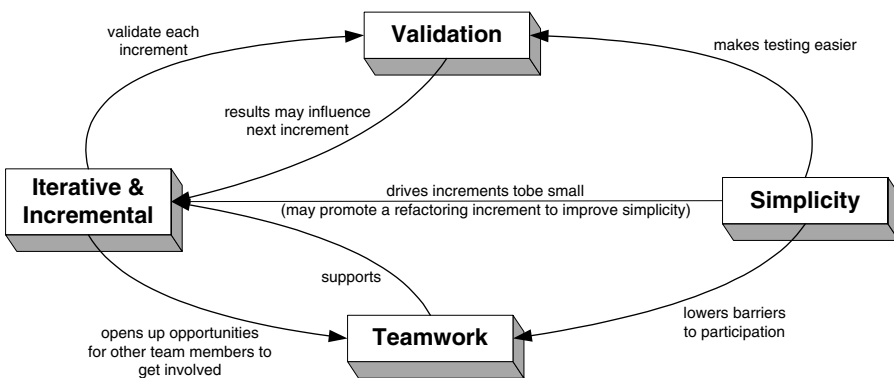 validate each
increment
Validation
makes testing easier
results may influence
next increment
Iterative &
Incremental
drives increments tobe small
(may promote a refactoring increment to improve simplicity)
Simplicity
supports
opens up opportunities
for other team members to
get involved
Teamwork
lowers barriers
to participation